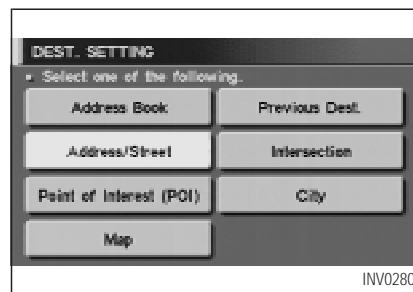 DEST. SETTING
Select one of the following.
Address Book
Previous Dest.
Address/Street
Intersection
Point of Interest (POI)
City
Map
INV0280